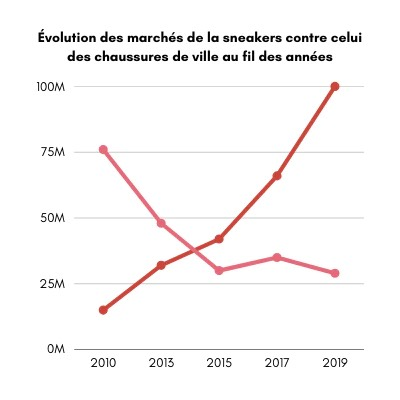 Évolution des marchés de la sneakers contre celui
des chaussures de ville au fil des années
100M
75M
50M
25M
0M
2010 2013 2015 2017 2019